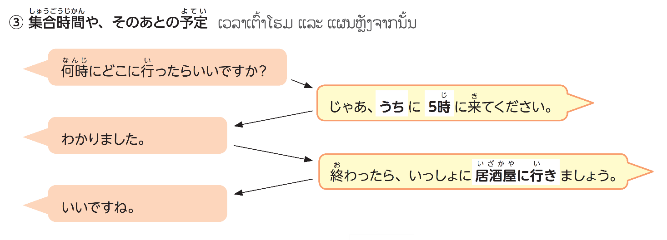 ③ 集合時間や、そのあとの予定 ເວລາເຕົ້າໂຮມ ແລະ ແຜນຫຼັງຈາກນັ້ນ
何時にどこに行ったらいいですか？
じゃあ、うちに 5時に来てください。
わかりました。
終わったら、いっしょに居酒屋に行きましょう。
いいですね。